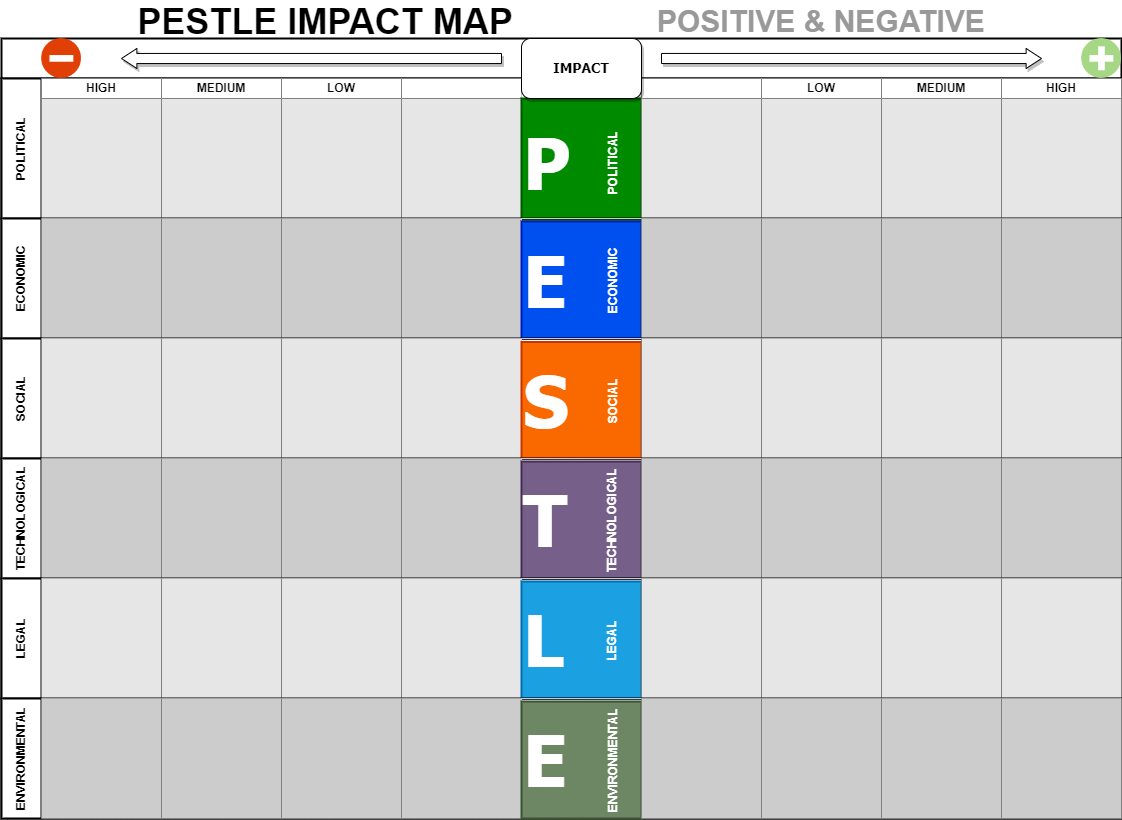 PESTLE IMPACT MAP
POSITIVE & NEGATIVE
IMPACT
HIGH MEDIUM LOW LOW MEDIUM HIGH
POLITICAL
P POLITICAL
ECONOMIC
E ECONOMIC
SOCIAL
S SOCIAL
TECHNOLOGICAL
T TECHNOLOGICAL
LEGAL
L LEGAL
ENVIRONMENTAL
E ENVIRONMENTAL